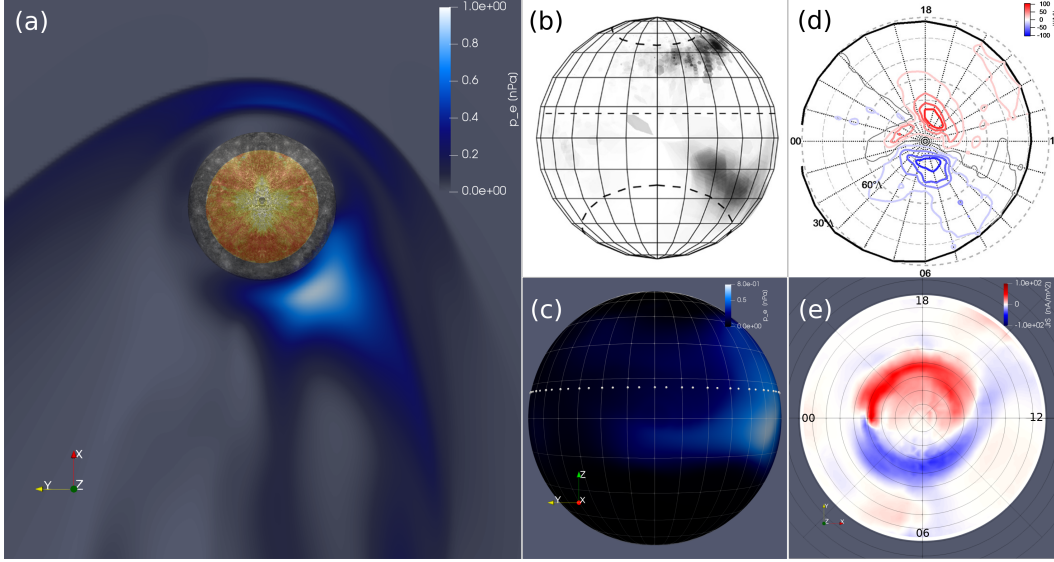 (a)
1.0e+00
0.8
0.6
0.4
0.2
0.0e+00
p_e (nPa)
X
Y
Z
(b)
(c)
8.0e-01
0.5
0.0e+00
p_e (nPa)
Z
Y
X
(d)
18
100
50
0
-50
-100
00
1
60°Λ
30°Λ
06
(e)
18
1.0e+02
0
-1.0e+02
00
12
06
Y
Z
X